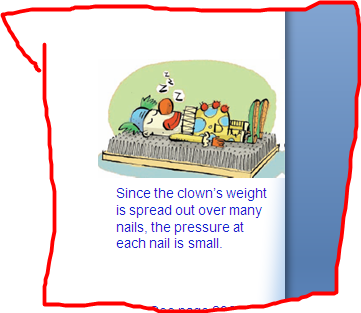 z z z z
Since the clown's weight
is spread out over many
nails, the pressure at
each nail is small.